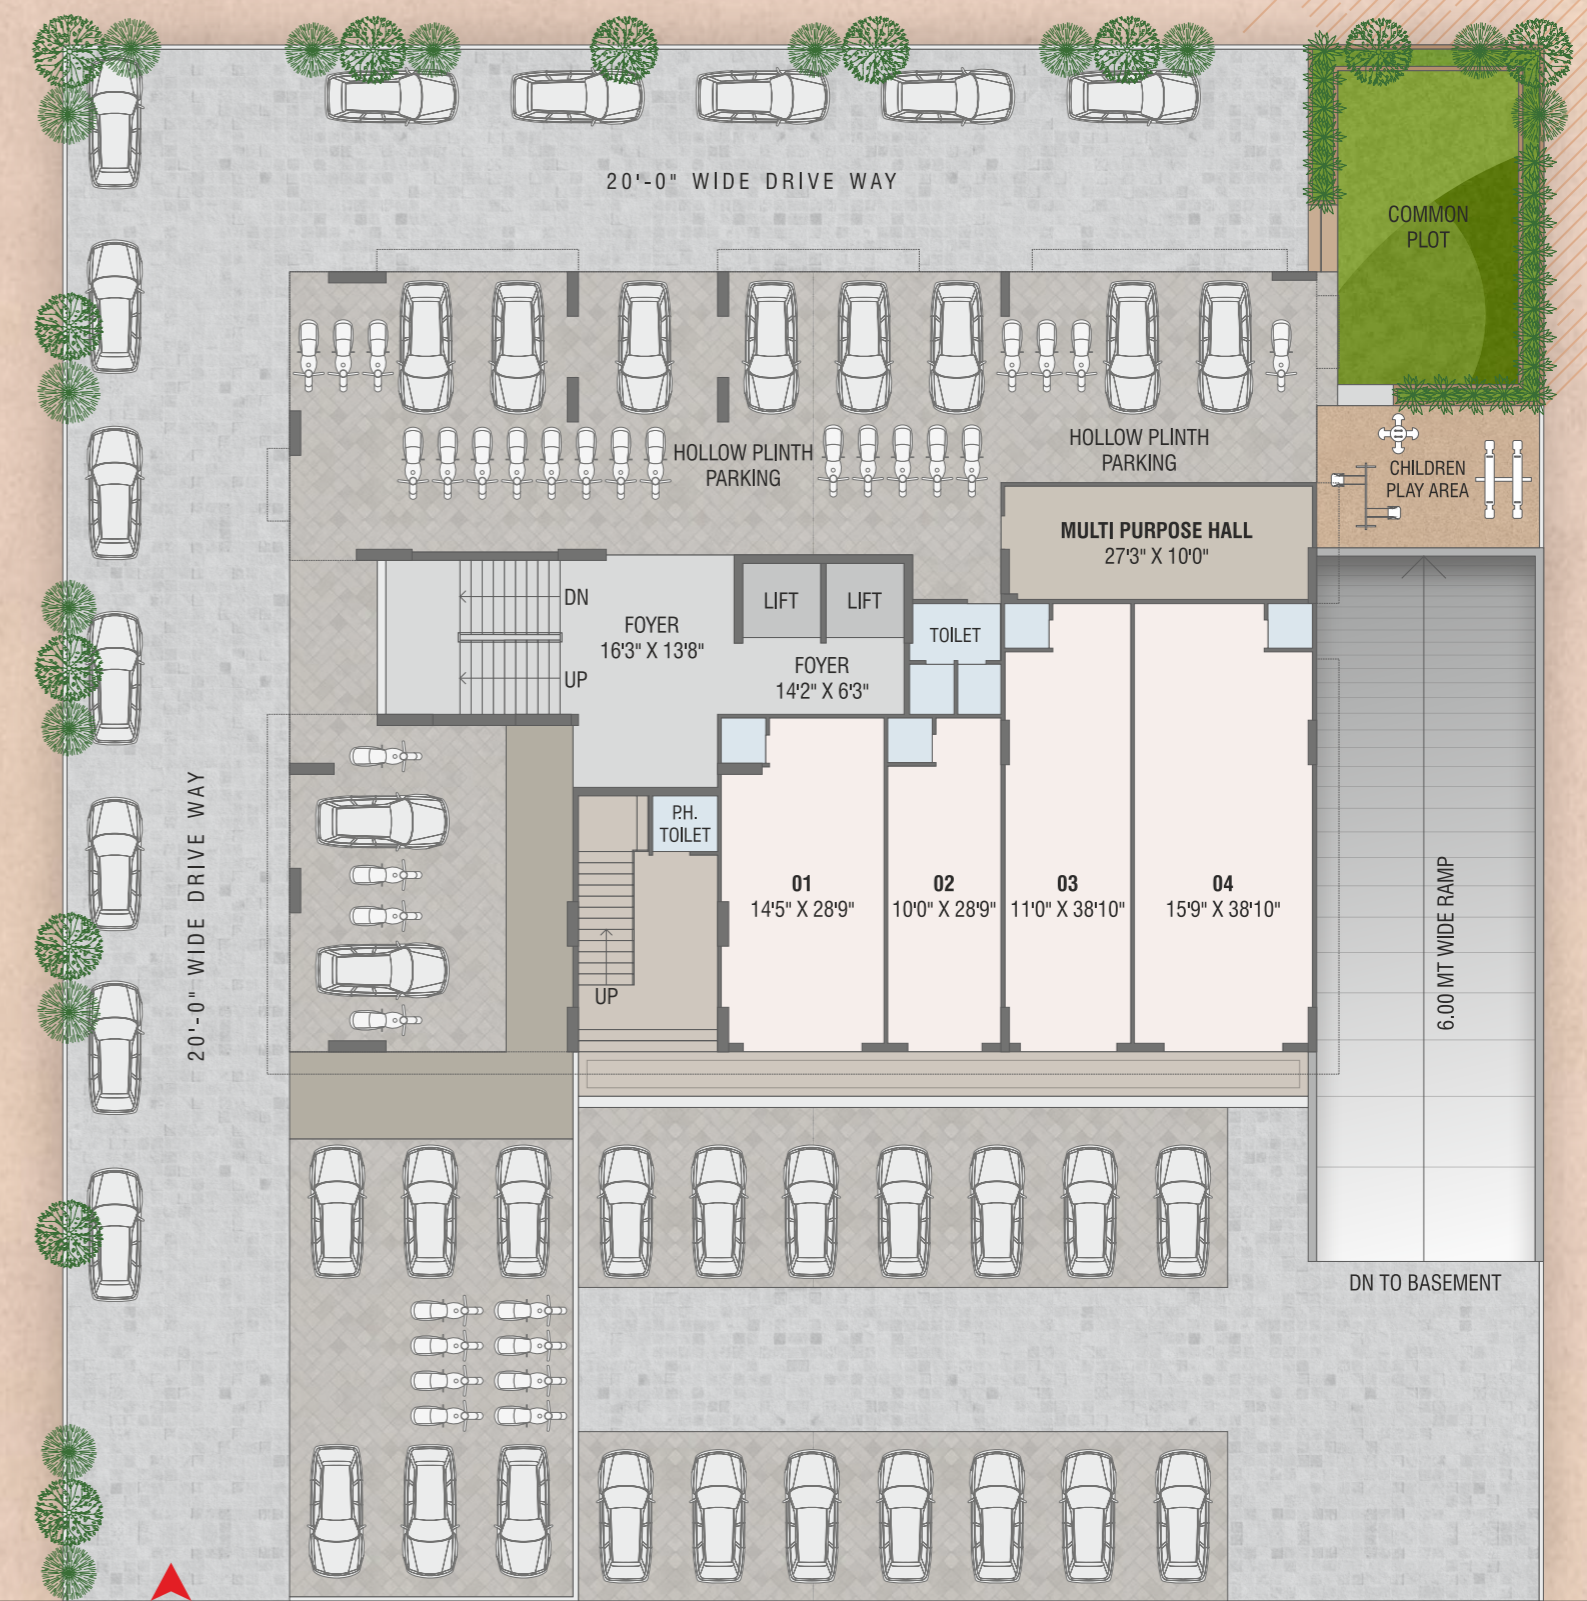 20'-0" WIDE DRIVE WAY
COMMON
PLOT
HOLLOW PLINTH
PARKING
HOLLOW PLINTH
PARKING
CHILDREN
PLAY AREA
MULTI PURPOSE HALL
27'3" X 10'0"
DN
UP
FOYER
16'3" X 13'8"
LIFT
LIFT
FOYER
14'2" X 6'3"
TOILET
P.H.
TOILET
UP
01
14'5" X 28'9"
02
10'0" X 28'9"
03
11'0" X 38'10"
04
15'9" X 38'10"
20'-0" WIDE DRIVE WAY
6.00 MT WIDE RAMP
DN TO BASEMENT